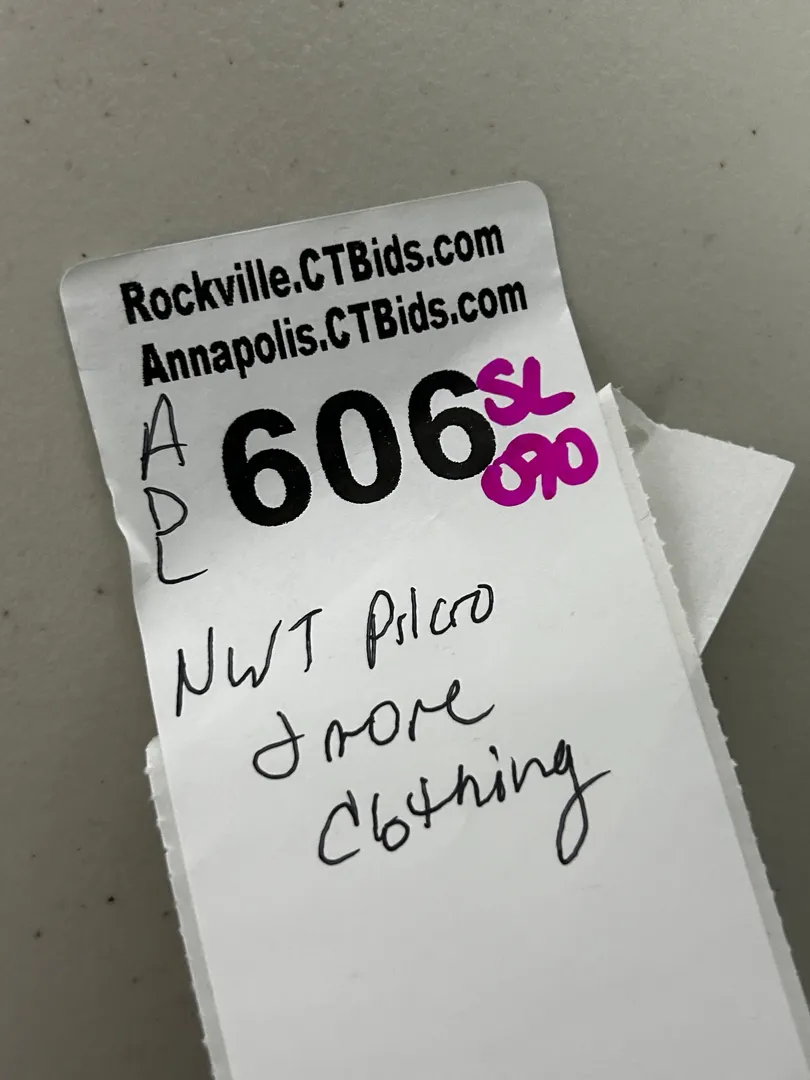 Rockville.CTBids.com
Annapolis.CTBids.com
606 SL
090
A
D
L
NWT
& more
Clothing